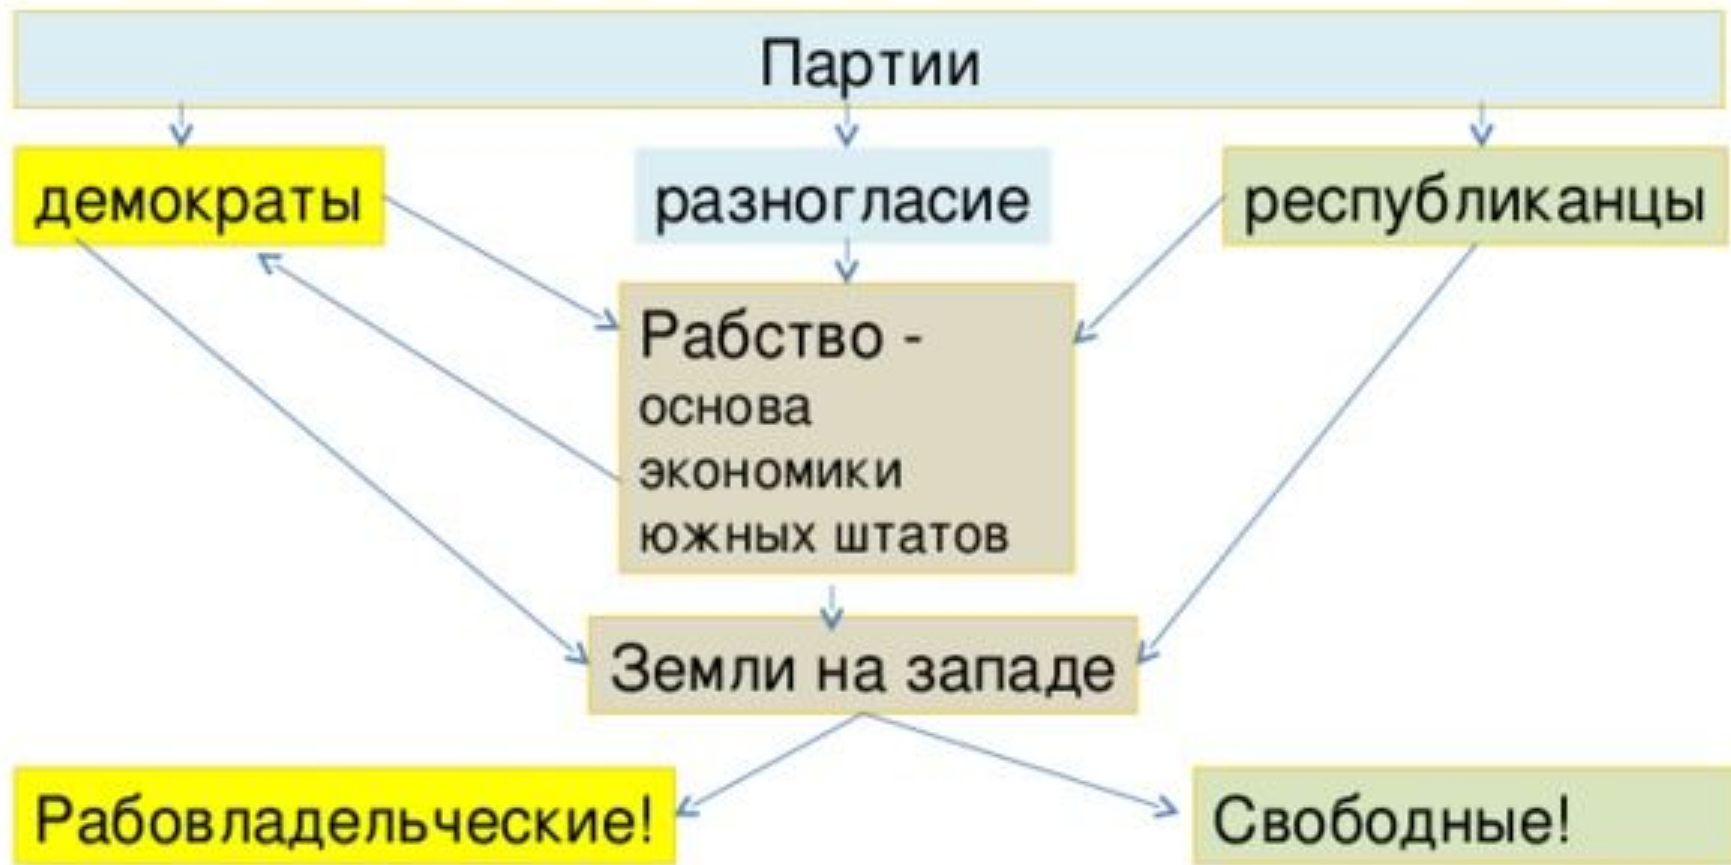 Партии
демократы
разногласие
республиканцы
Рабство -
основа
экономики
южных штатов
Земли на западе
Рабовладельческие!
Свободные!